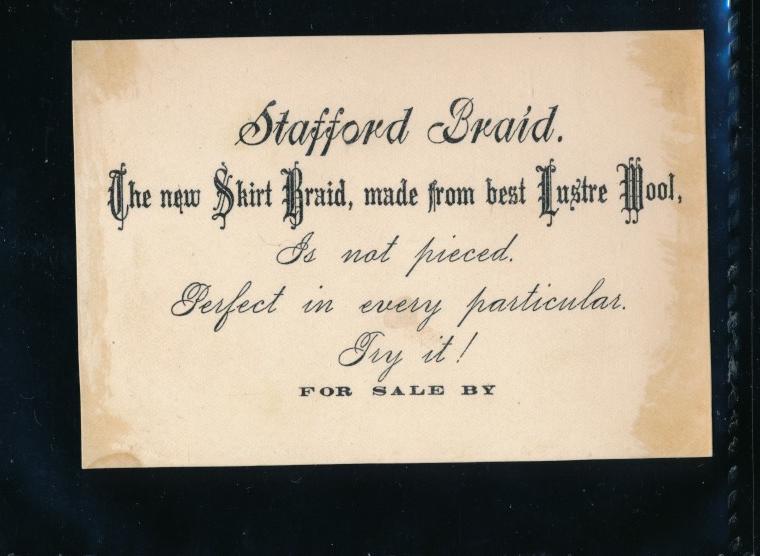 Stafford Braid.
The new Skirt Braid, made from best Lustre Wool,
Is not pieced.
Perfect in every particular.
Try it!
FOR SALE BY